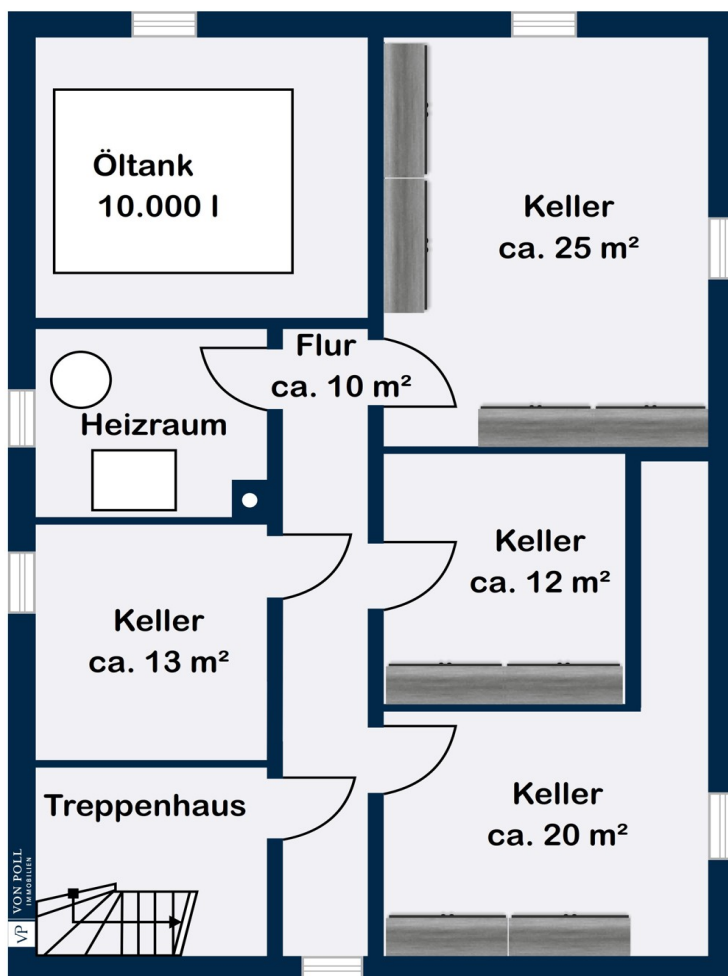 Öltank
10.000 l
Keller
ca. 25 m²
Flur
ca. 10 m²
Heizraum
Keller
ca. 12 m²
Keller
ca. 13 m²
Treppenhaus
Keller
ca. 20 m²
VP VON POLL
IMMOBILIEN